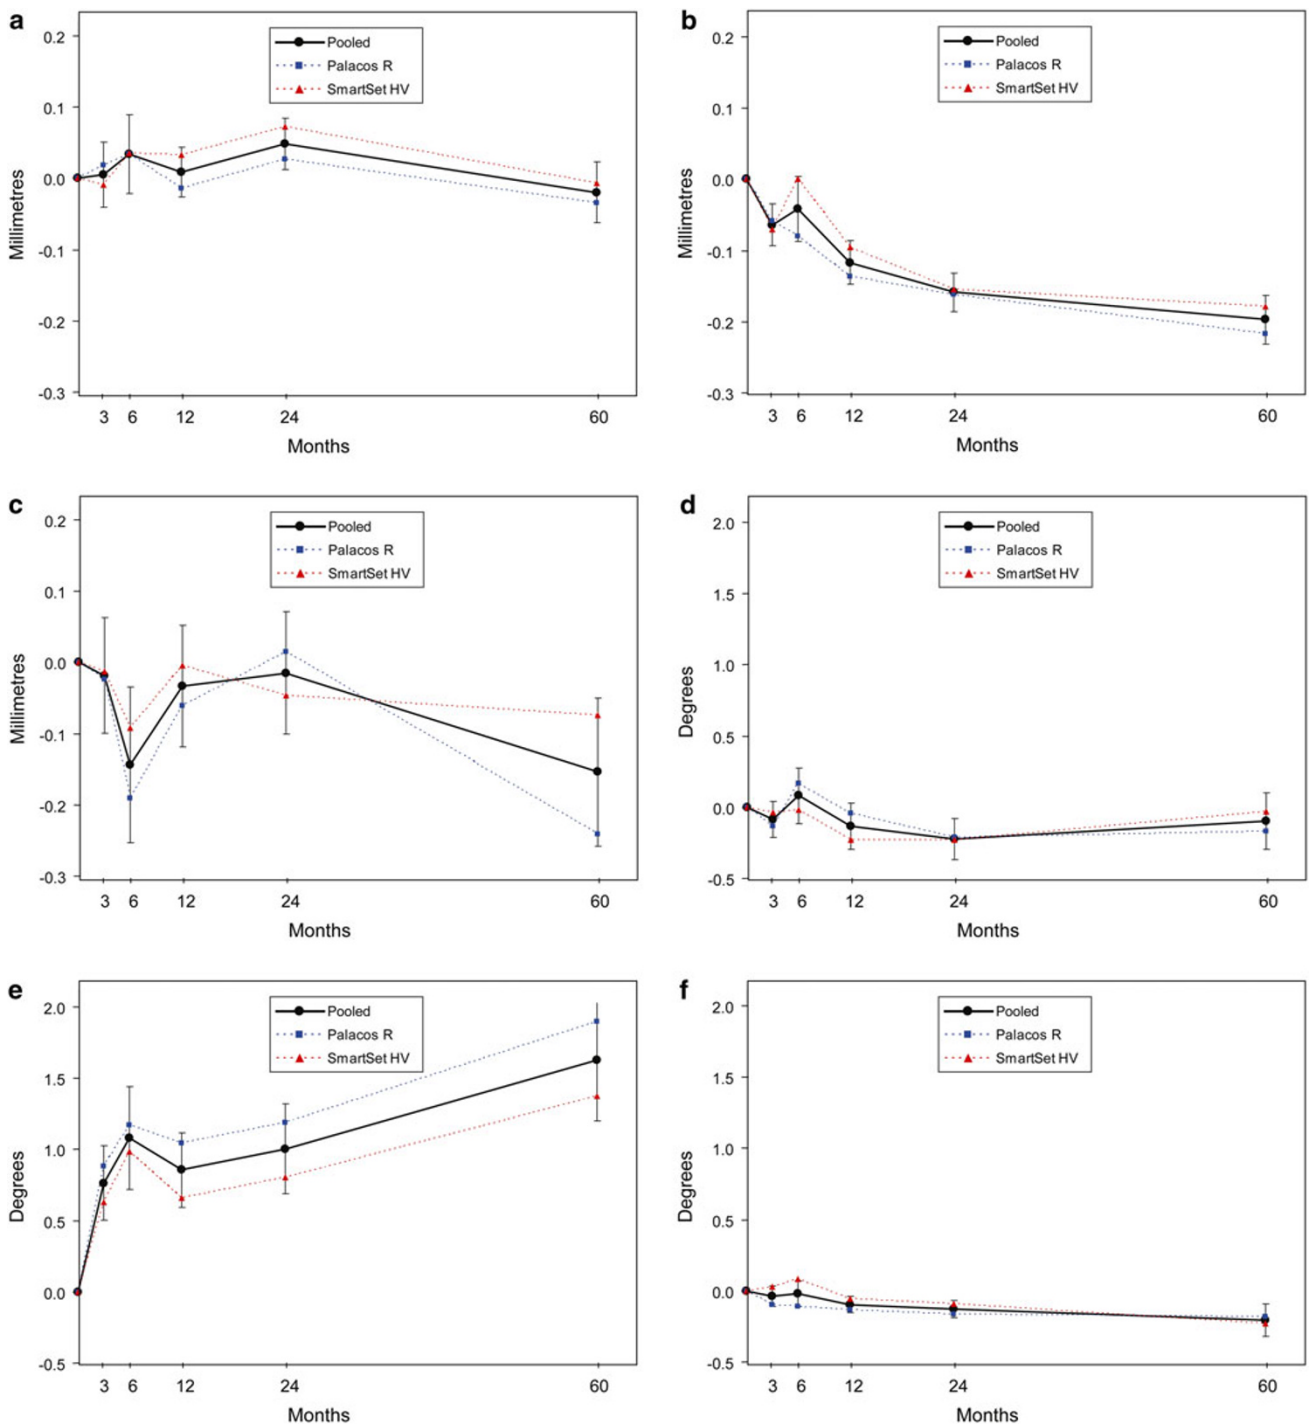 a
0.2
0.1
0.0
-0.1
-0.2
-0.3
Millimetres
Pooled
Palacos R
SmartSet HV
3 6 12 24 60
Months
b
0.2
0.1
0.0
-0.1
-0.2
-0.3
Millimetres
Pooled
Palacos R
SmartSet HV
3 6 12 24 60
Months
c
0.2
0.1
0.0
-0.1
-0.2
-0.3
Millimetres
Pooled
Palacos R
SmartSet HV
3 6 12 24 60
Months
d
2.0
1.5
1.0
0.5
0.0
-0.5
Degrees
Pooled
Palacos R
SmartSet HV
3 6 12 24 60
Months
e
2.0
1.5
1.0
0.5
0.0
-0.5
Degrees
Pooled
Palacos R
SmartSet HV
3 6 12 24 60
Months
f
2.0
1.5
1.0
0.5
0.0
-0.5
Degrees
Pooled
Palacos R
SmartSet HV
3 6 12 24 60
Months